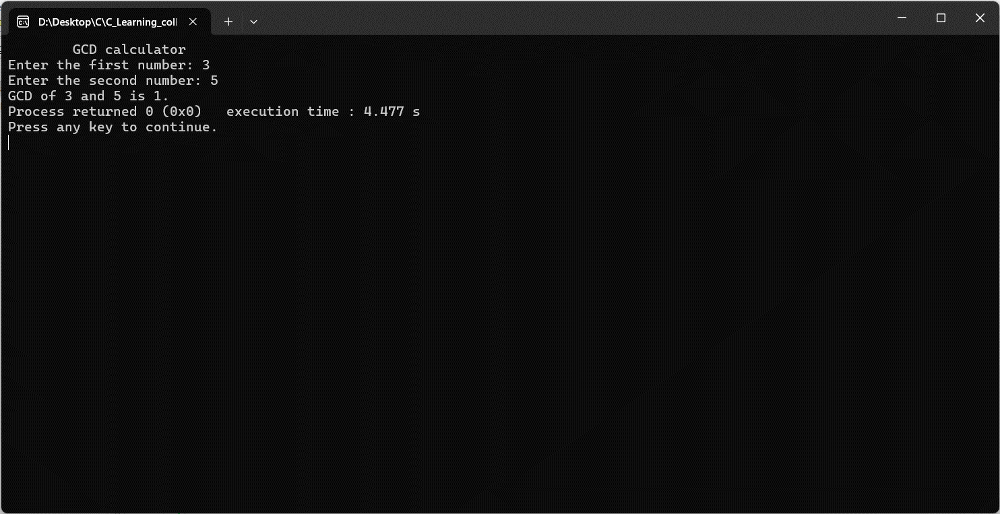 D:\Desktop\C\C_Learning_coll
GCD calculator
Enter the first number: 3
Enter the second number: 5
GCD of 3 and 5 is 1.
Process returned 0 (0x0)   execution time : 4.477 s
Press any key to continue.